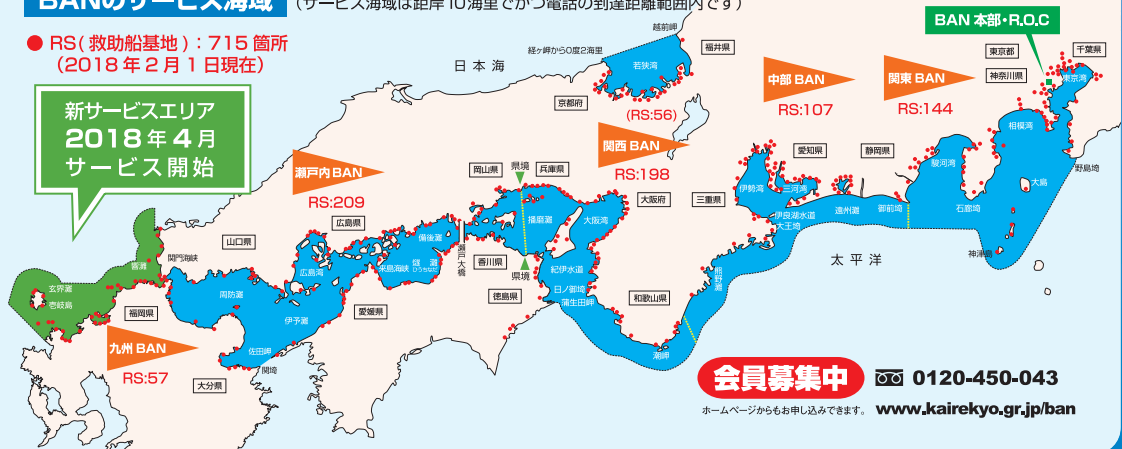 BANのサービス海域 (サービス海域は距岸10海里でかつ電話の到達距離範囲内です)
● RS(救助船基地):715箇所
(2018年2月1日現在)
新サービスエリア
2018年4月
サービス開始
日本海
経ヶ岬から0度2海里
越前岬
若狭湾
福井県
京都府
(RS:56)
BAN 本部・R.O.C
東京都
千葉県
神奈川県
東京湾
中部 BAN
RS:107
関東 BAN
RS:144
関西 BAN
RS:198
瀬戸内 BAN
RS:209
岡山県
県境
兵庫県
大阪府
三重県
愛知県
静岡県
相模湾
駿河湾
野島埼
大島
伊勢湾
三河湾
遠州灘
御前埼
石廊埼
伊良湖水道
大王埼
神津島
太平洋
広島県
備後灘
播磨灘
大阪湾
山口県
関門海峡
広島湾
来島海峡
燧灘
ひうちなだ
瀬戸大橋
香川県
県境
紀伊水道
熊野灘
響灘
玄界灘
壱岐島
福岡県
周防灘
伊予灘
愛媛県
徳島県
日ノ御埼
蒲生田岬
和歌山県
潮岬
九州 BAN
RS:57
佐田岬
関埼
大分県
会員募集中 0120-450-043
ホームページからもお申し込みできます。 www.kairekyo.gr.jp/ban